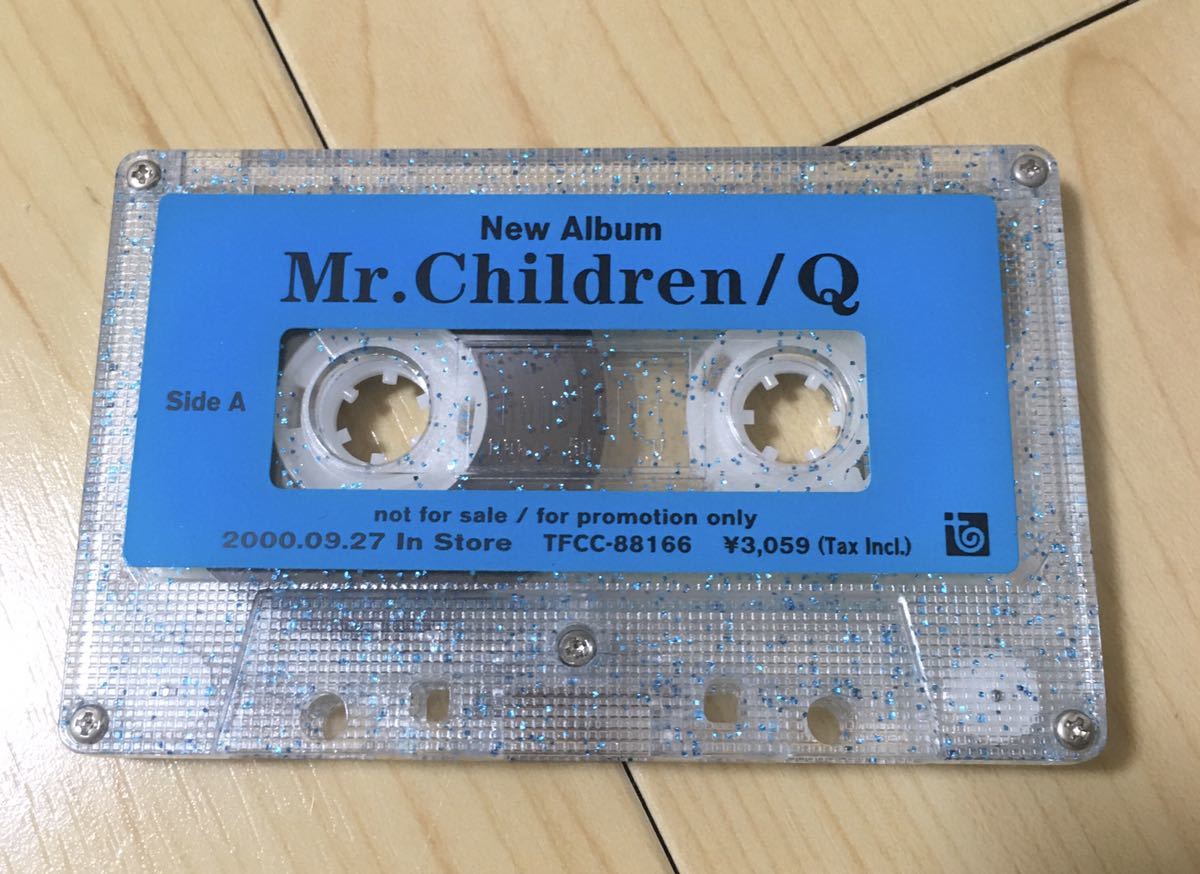 New Album
Mr.Children/Q
Side A
not for sale / for promotion only
2000.09.27 In Store TFCC-88166 ¥3,059 (Tax Incl.)